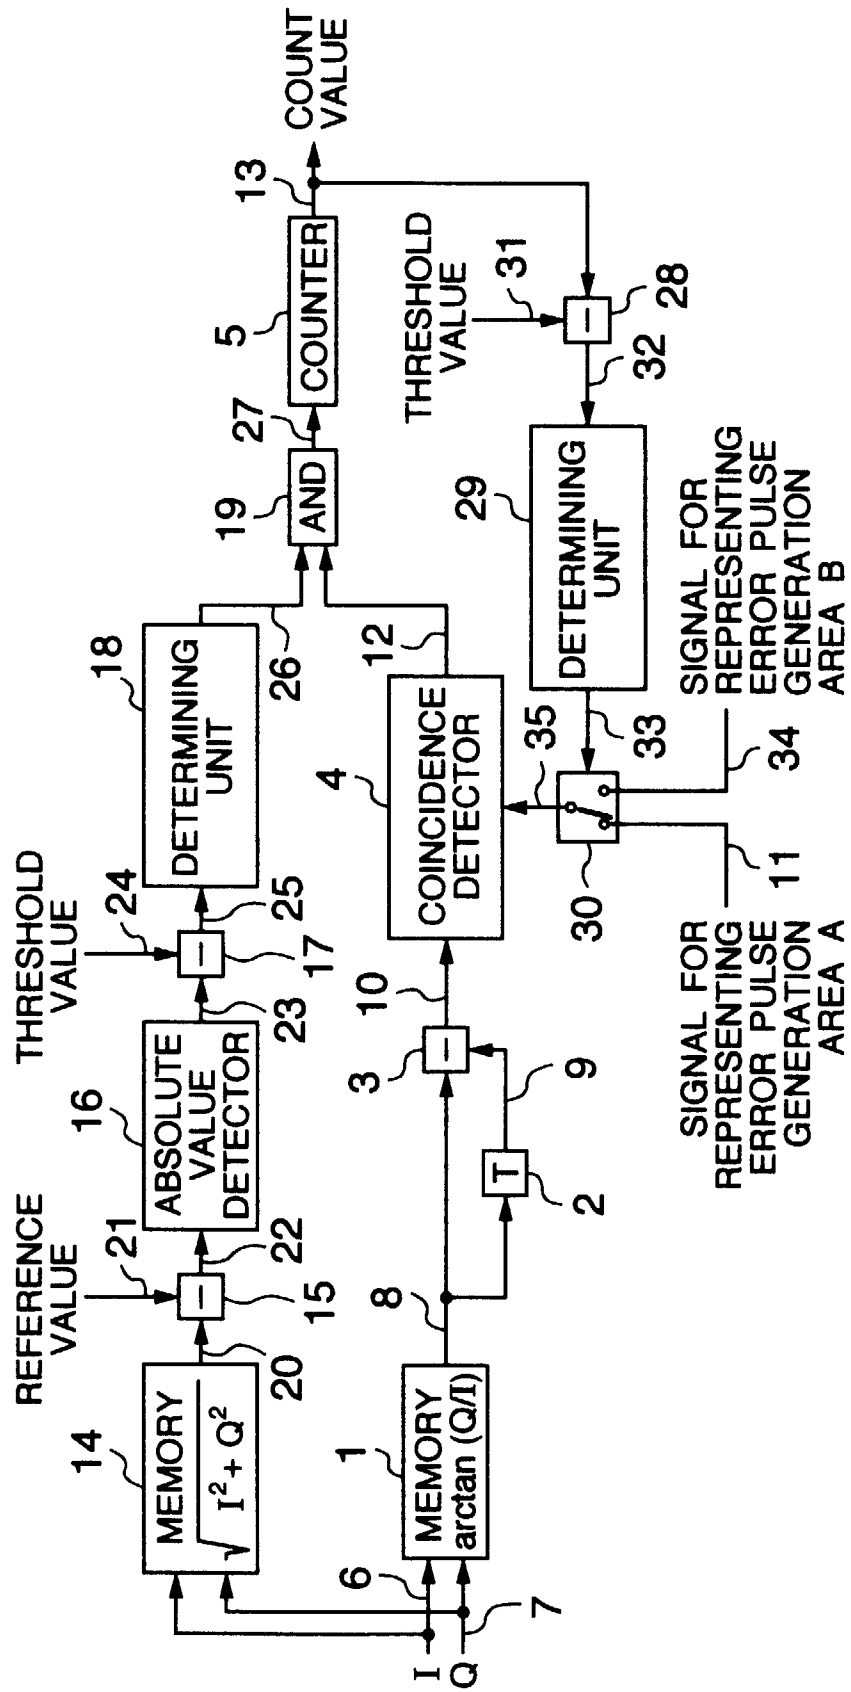 REFERENCE
VALUE
21
THRESHOLD
VALUE
24
14
MEMORY
√I² + Q²
20
15
22
16
ABSOLUTE
VALUE
DETECTOR
23
17
25
18
DETERMINING
UNIT
26
19
AND
27
5
COUNTER
13
COUNT
VALUE
I
Q
6
7
1
MEMORY
arctan (Q/I)
8
T
2
9
3
10
4
COINCIDENCE
DETECTOR
12
THRESHOLD
VALUE
31
28
32
29
DETERMINING
UNIT
33
35
30
11
34
SIGNAL FOR
REPRESENTING
ERROR PULSE
GENERATION
AREA A
SIGNAL FOR
REPRESENTING
ERROR PULSE
GENERATION
AREA B